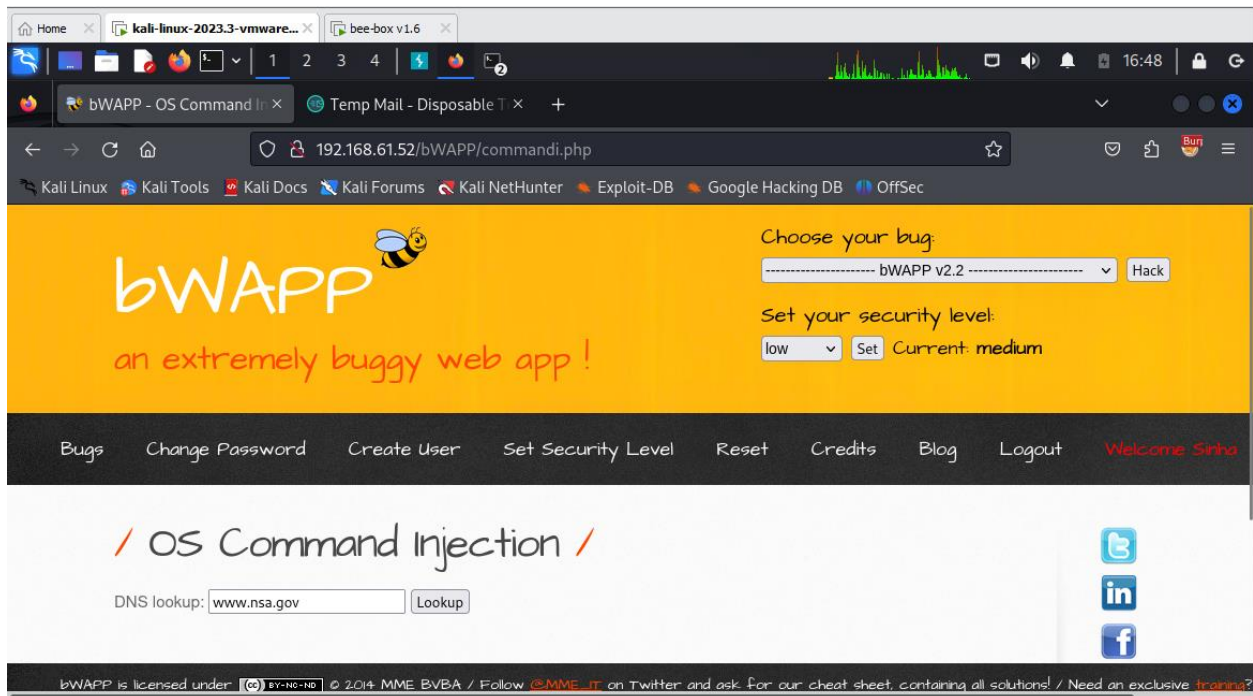 Home
kali-linux-2023.3-vmware...
bee-box v1.6
1 2 3 4
2
16:48
bWAPP - OS Command In
Temp Mail - Disposable T
192.168.61.52/bWAPP/commandi.php
Kali Linux Kali Tools Kali Docs Kali Forums Kali NetHunter Exploit-DB Google Hacking DB OffSec
Choose your bug:
---------------------- bWAPP v2.2 -----------------------
Hack
bWAPP
an extremely buggy web app !
Set your security level:
low Set Current: medium
Bugs Change Password Create User Set Security Level Reset Credits Blog Logout Welcome Sinha
/ OS Command Injection /
DNS lookup: www.nsa.gov Lookup
bWAPP is licensed under (cc) BY-NC-ND © 2014 MME BVBA / Follow @MME_IT on Twitter and ask for our cheat sheet, containing all solutions! / Need an exclusive training?